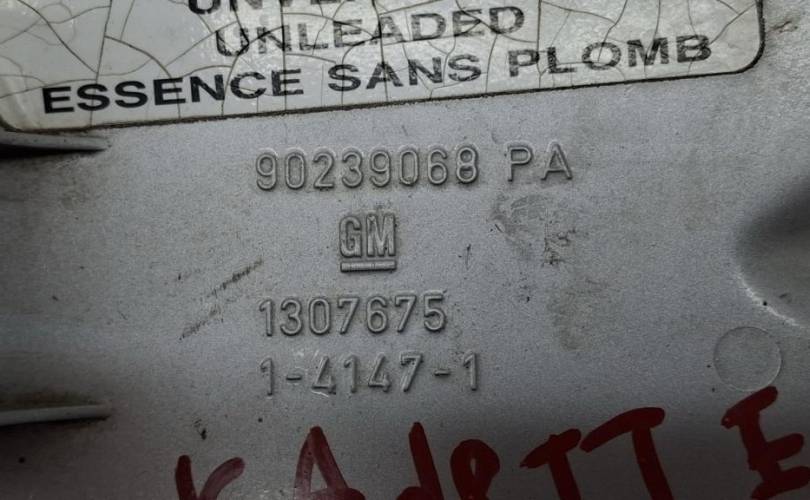 UNLEADED
ESSENCE SANS PLOMB
90239068 PA
GM
1307675
1-4147-1
KADETT E